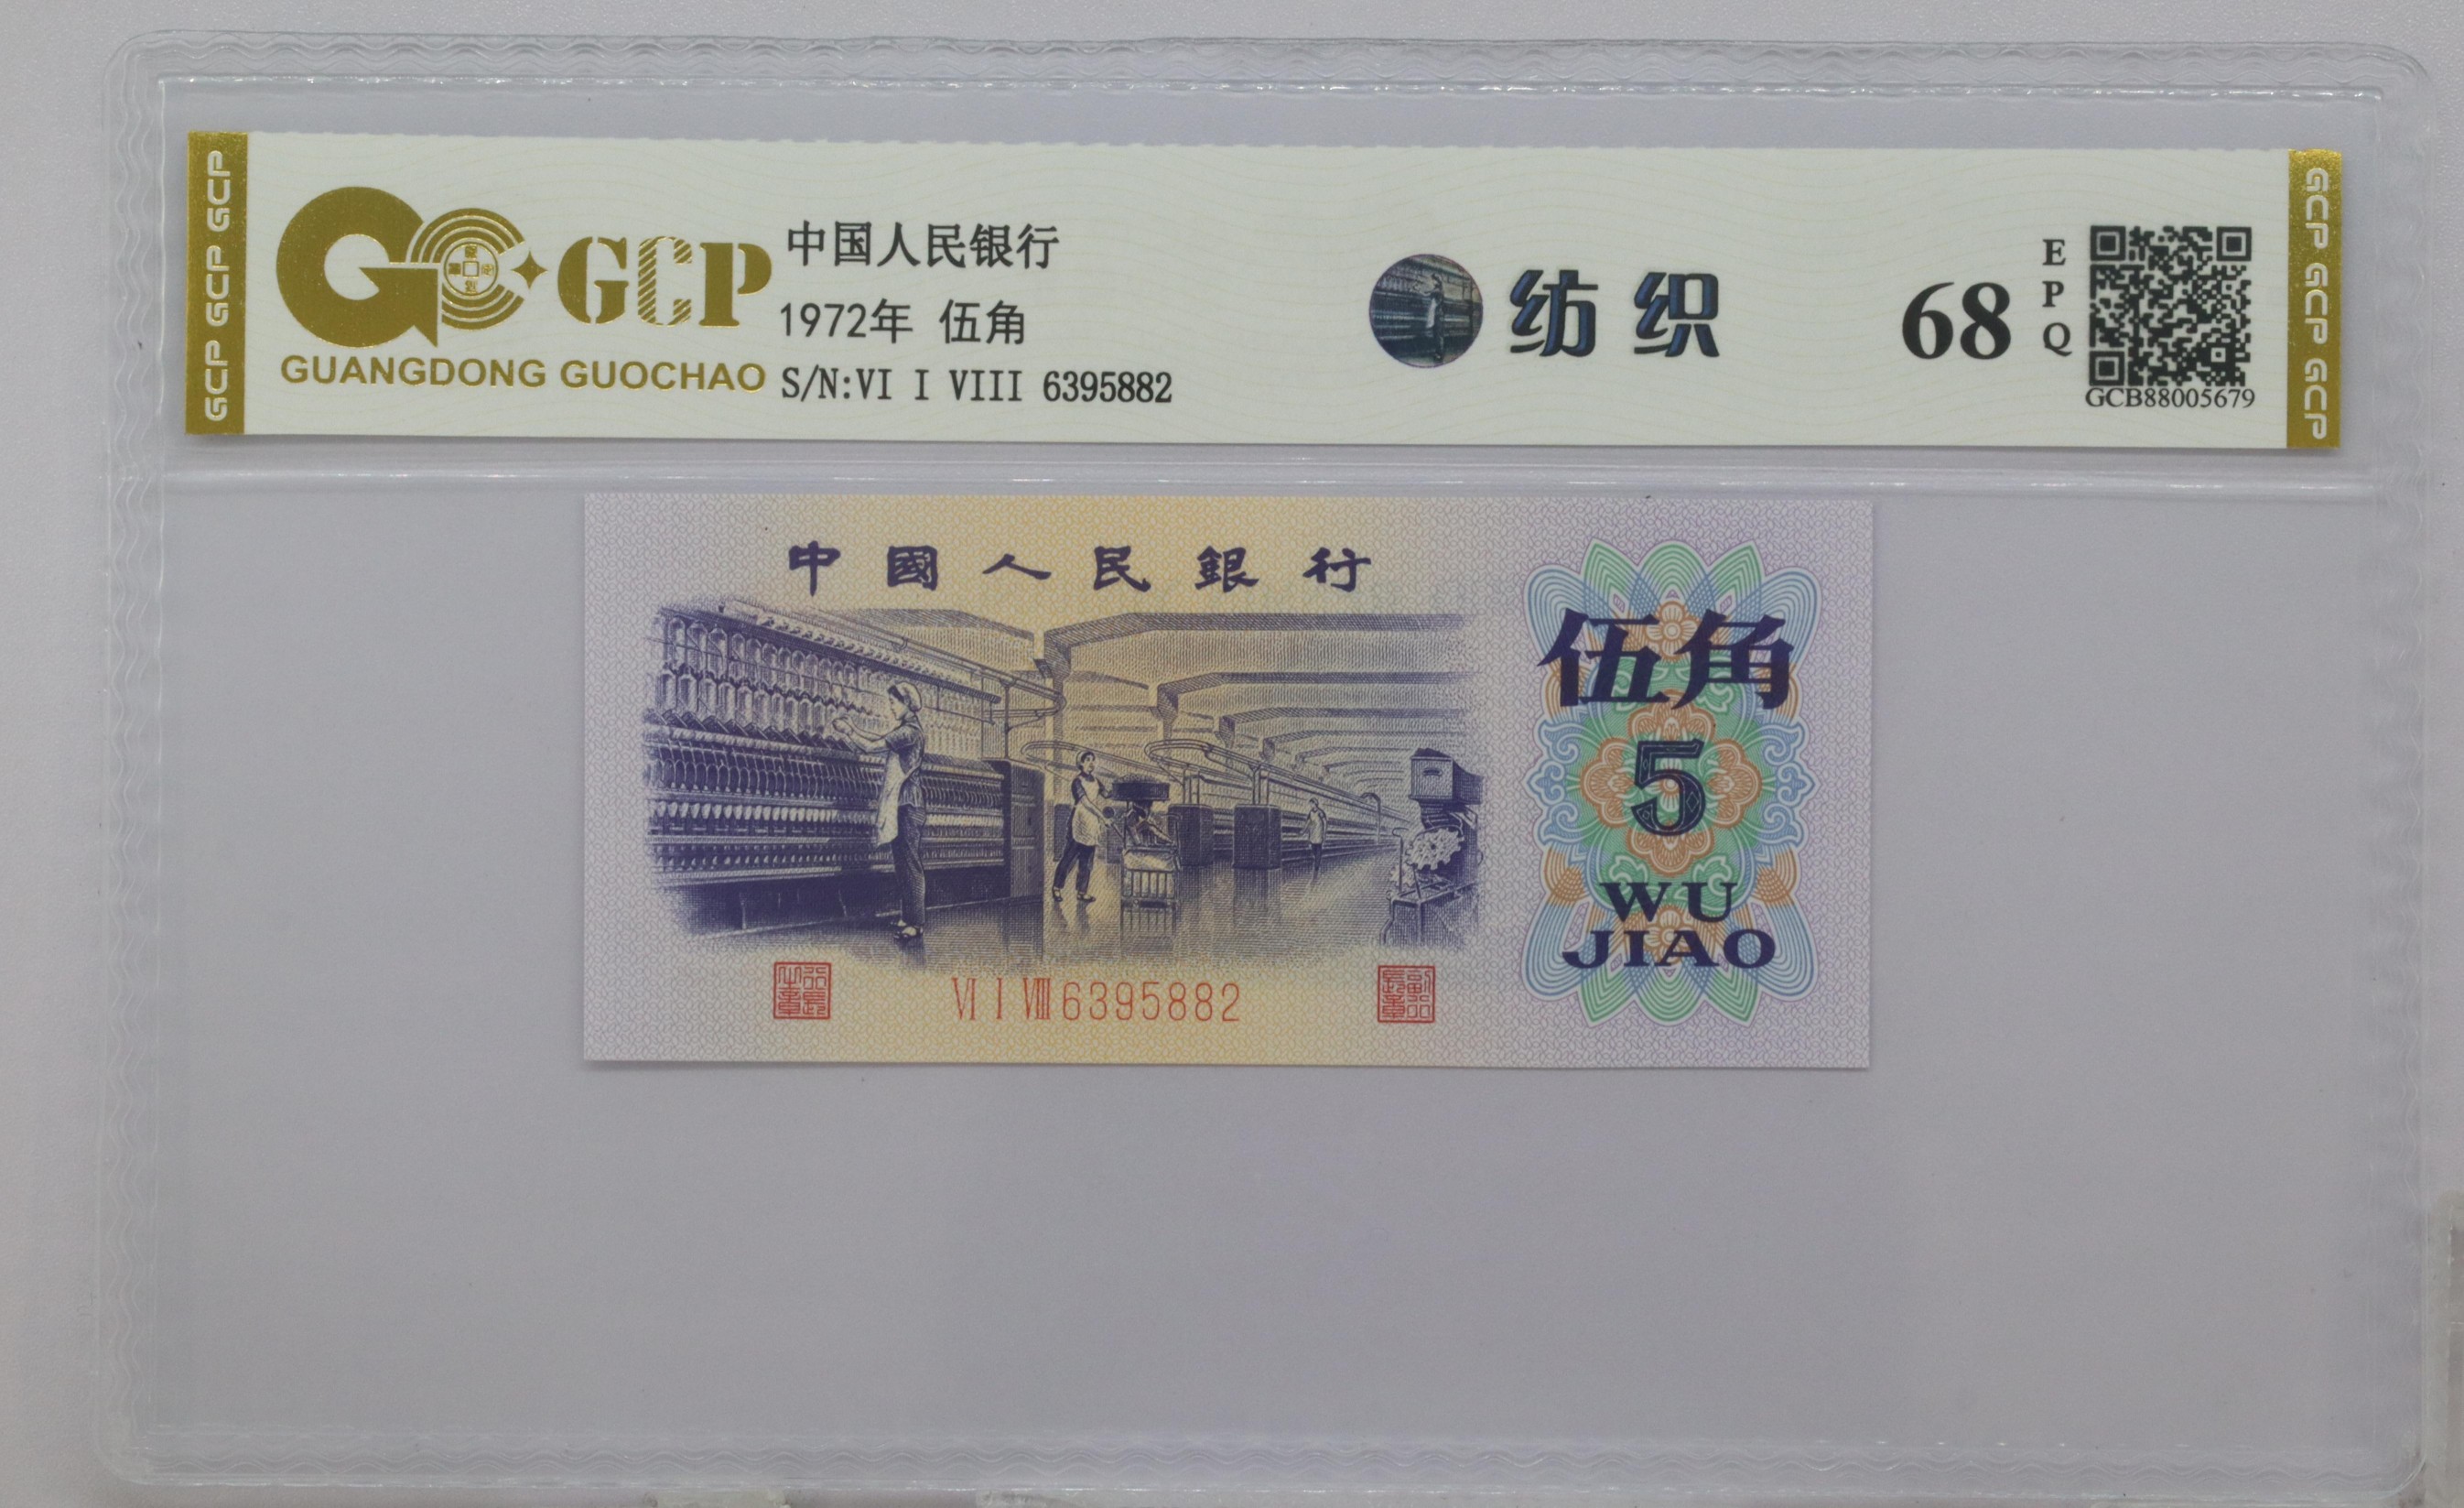 GCP GCP GCP
GCP
GUANGDONG GUOCHAO
中国人民银行
1972年 伍角
S/N:VI I VIII 6395882
纺织
68
EPQ
GCB88005679
GCP GCP GCP
中國人民銀行
伍角
5
WU
JIAO
VI I VIII 6395882